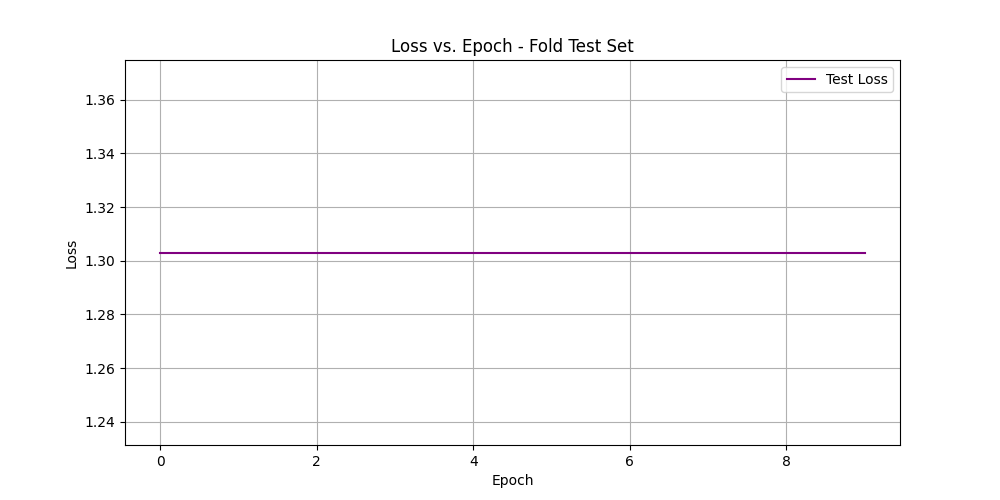 Loss vs. Epoch - Fold Test Set
Test Loss
1.36
1.34
1.32
1.30
1.28
1.26
1.24
Loss
0 2 4 6 8
Epoch